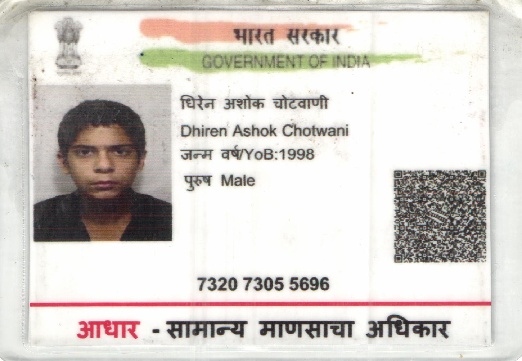 भारत सरकार
GOVERNMENT OF INDIA
धिरेन अशोक चोटवाणी
Dhiren Ashok Chotwani
जन्म वर्ष/YoB:1998
पुरुष Male
7320 7305 5696
आधार - सामान्य माणसाचा अधिकार